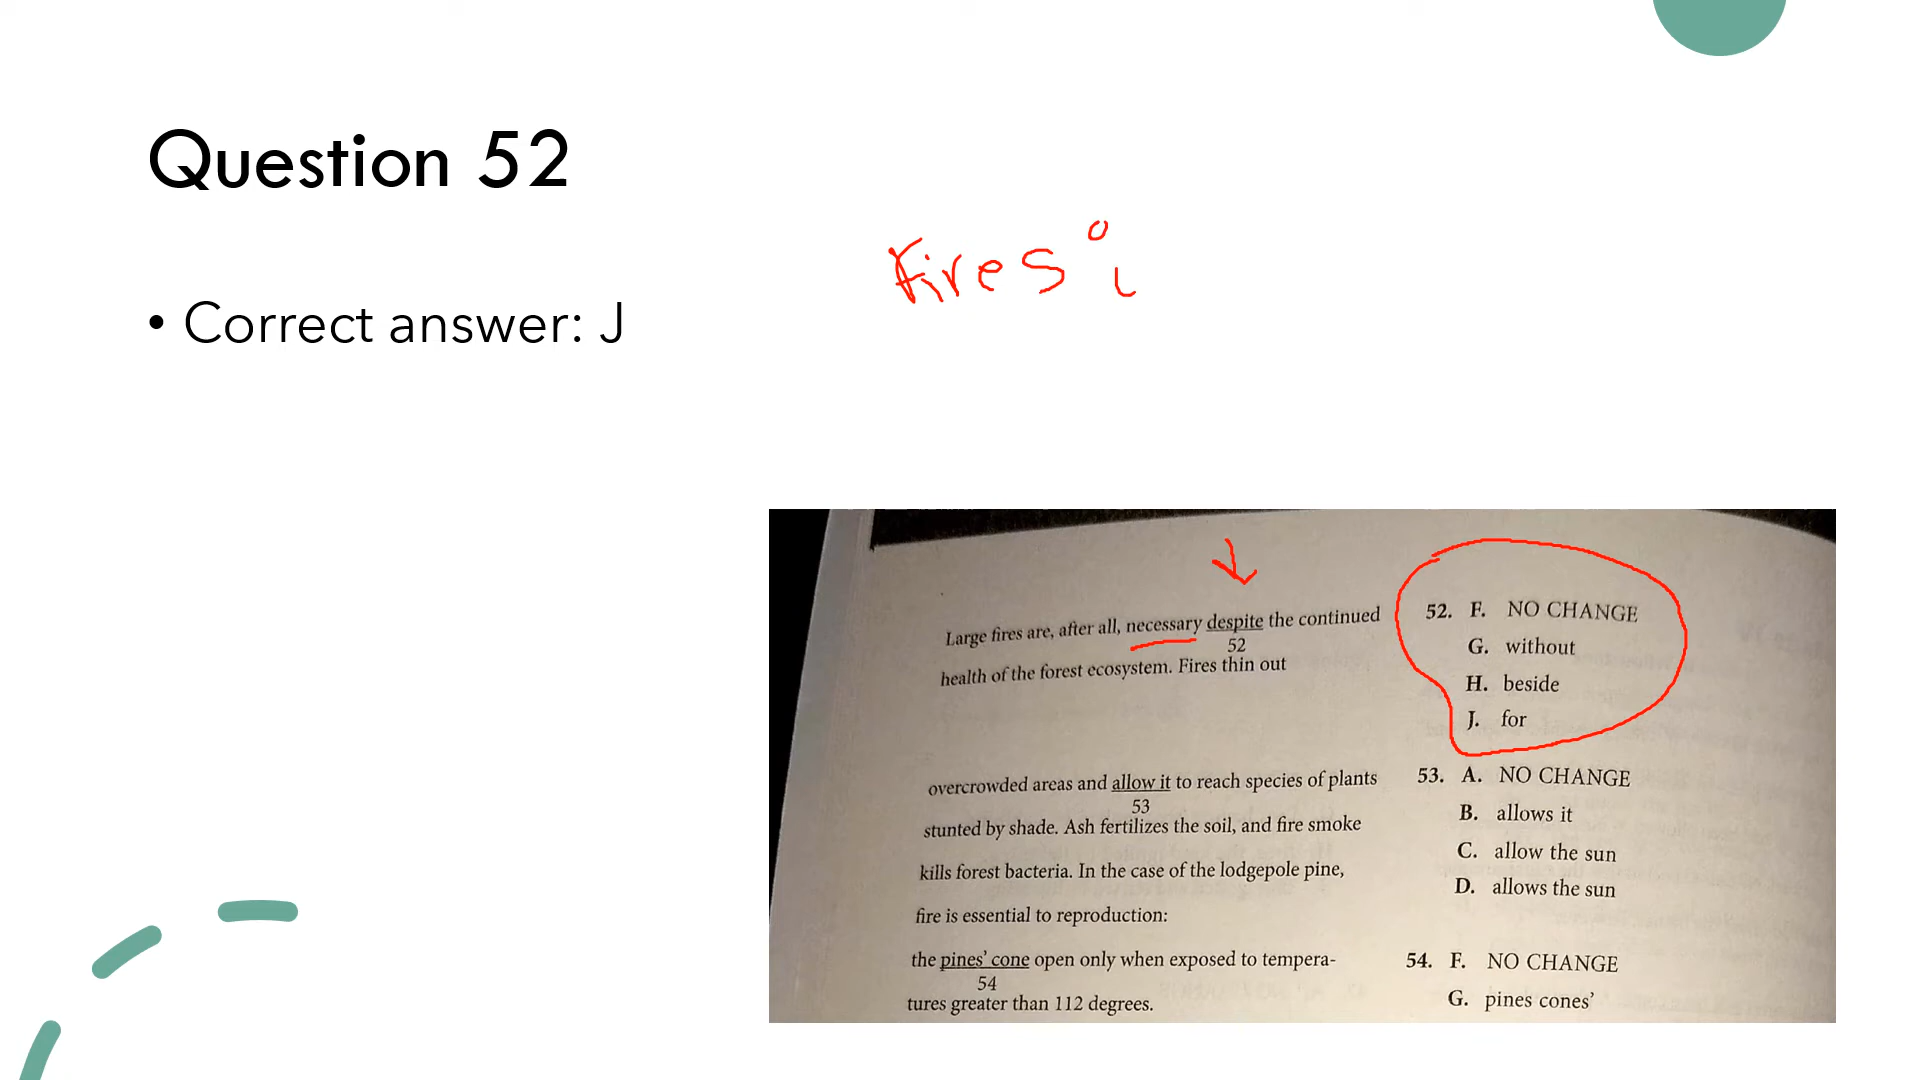 Question 52
• Correct answer: J
Fires i
Large fires are, after all, necessary despite the continued
52
health of the forest ecosystem. Fires thin out
overcrowded areas and allow it to reach species of plants
53
stunted by shade. Ash fertilizes the soil, and fire smoke
kills forest bacteria. In the case of the lodgepole pine,
fire is essential to reproduction:
the pines' cone open only when exposed to tempera-
54
tures greater than 112 degrees.
52. F. NO CHANGE
G. without
H. beside
J. for
53. A. NO CHANGE
B. allows it
C. allow the sun
D. allows the sun
54. F. NO CHANGE
G. pines cones'